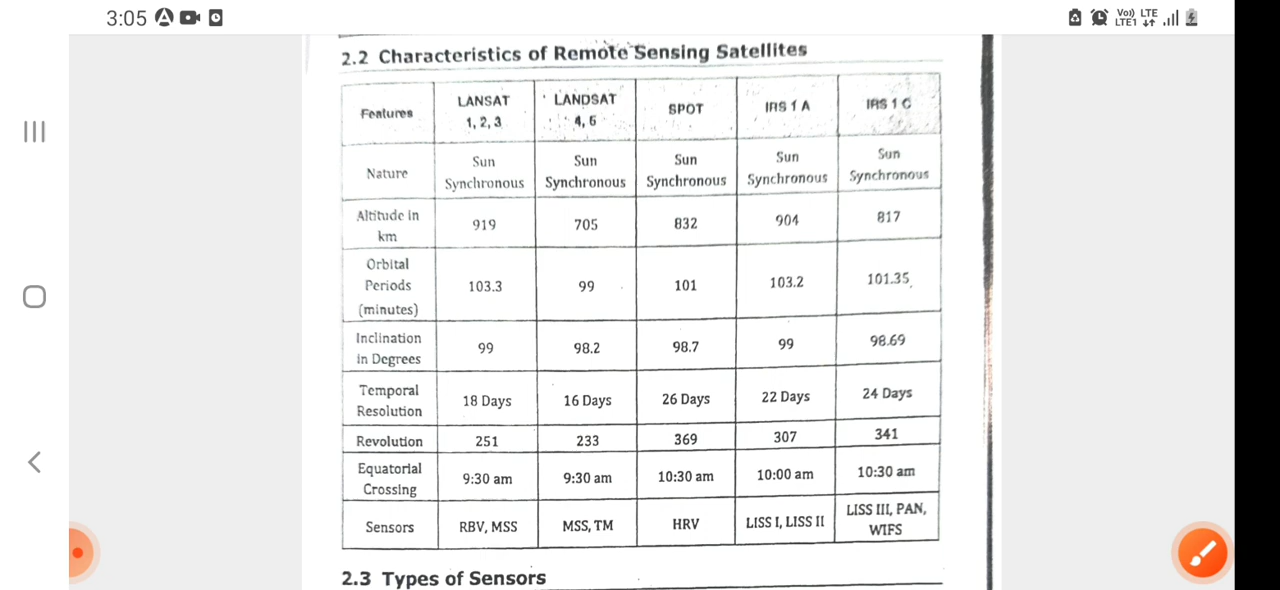 3:05
Vo)) LTE
LTE1
2.2 Characteristics of Remote Sensing Satellites
Features LANSAT 1, 2, 3 LANDSAT 4, 5 SPOT IRS 1 A IRS 1 C
Nature Sun Synchronous Sun Synchronous Sun Synchronous Sun Synchronous Sun Synchronous
Altitude in km 919 705 832 904 817
Orbital Periods (minutes) 103.3 99 101 103.2 101.35
Inclination in Degrees 99 98.2 98.7 99 98.69
Temporal Resolution 18 Days 16 Days 26 Days 22 Days 24 Days
Revolution 251 233 369 307 341
Equatorial Crossing 9:30 am 9:30 am 10:30 am 10:00 am 10:30 am
Sensors RBV, MSS MSS, TM HRV LISS I, LISS II LISS III, PAN, WIFS
2.3 Types of Sensors